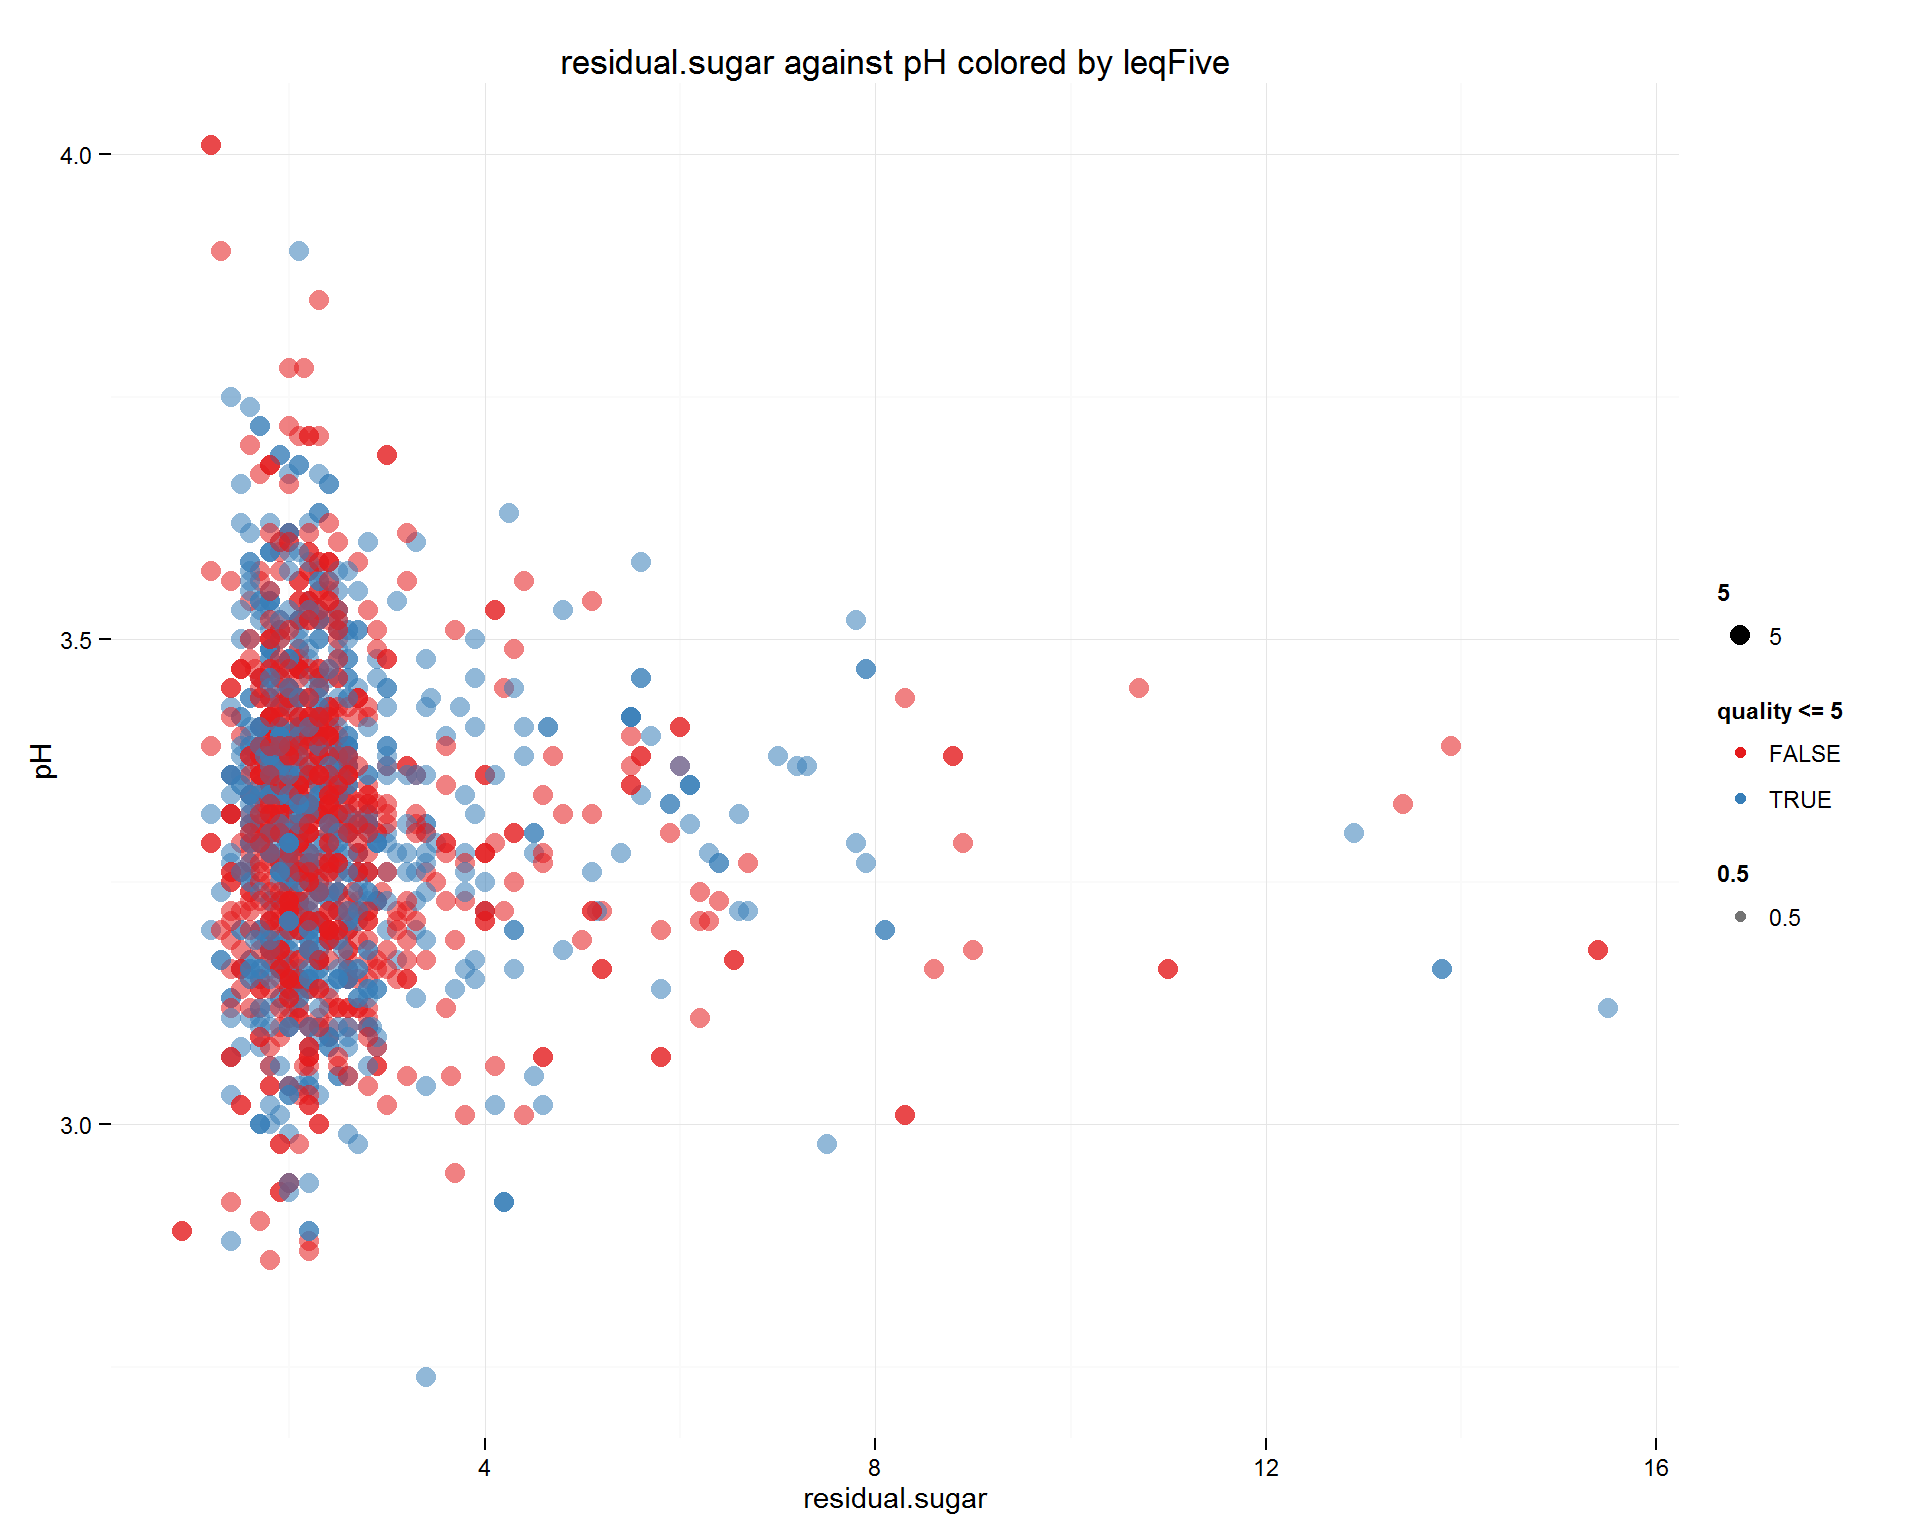 residual.sugar against pH colored by leqFive
4.0
3.5
3.0
pH
4
8
12
16
residual.sugar
5
5
quality <= 5
FALSE
TRUE
0.5
0.5